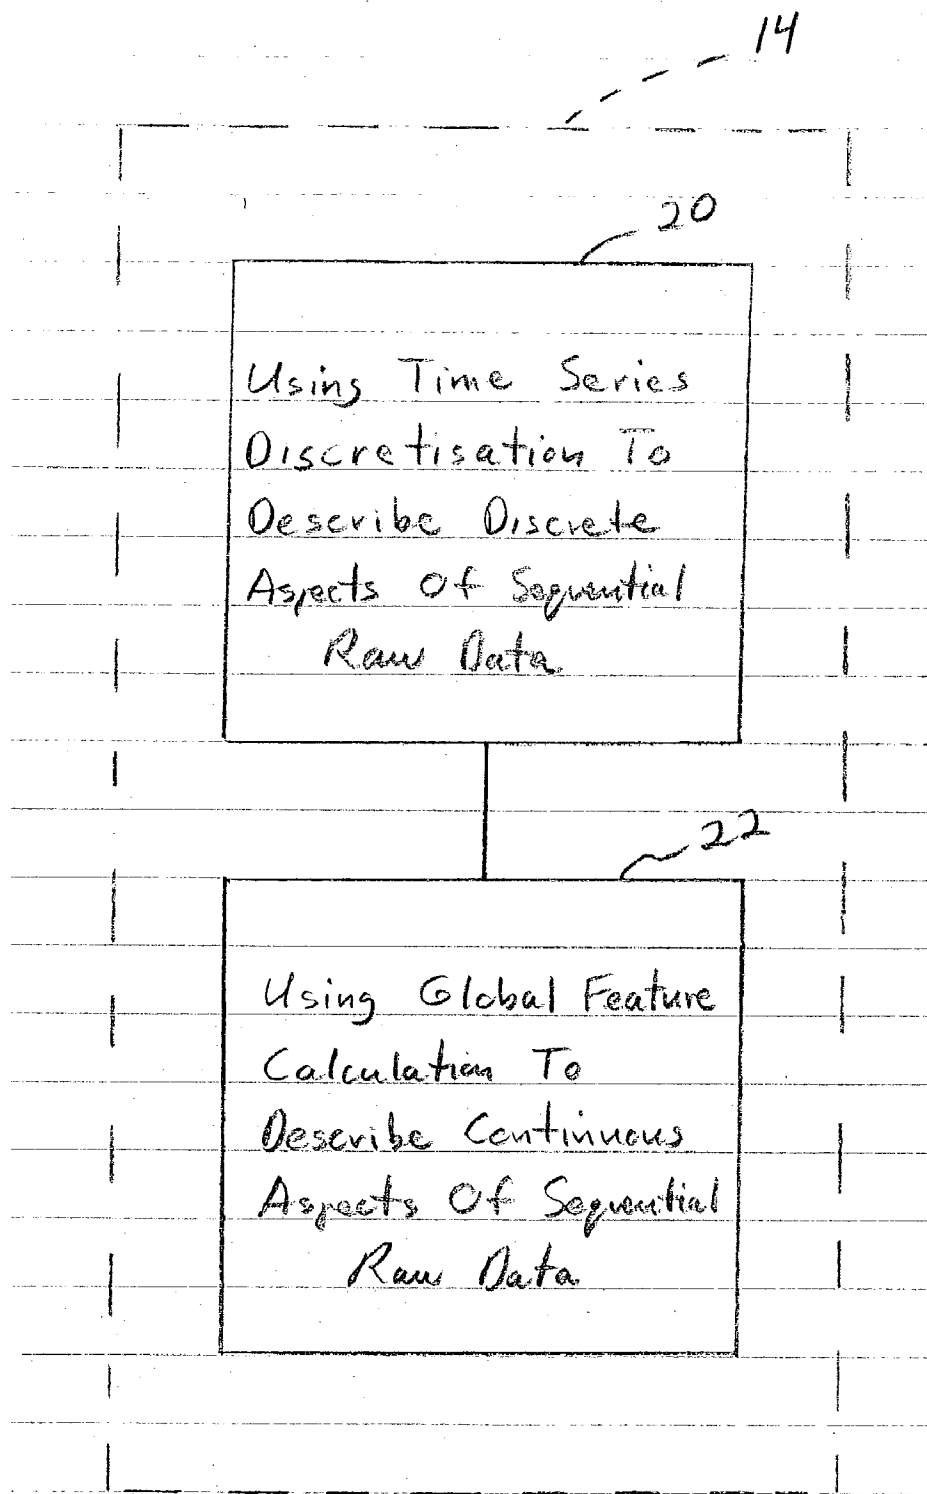 14
20
Using Time Series
Discretisation To
Describe Discrete
Aspects Of Sequential
Raw Data
22
Using Global Feature
Calculation To
Describe Continuous
Aspects Of Sequential
Raw Data